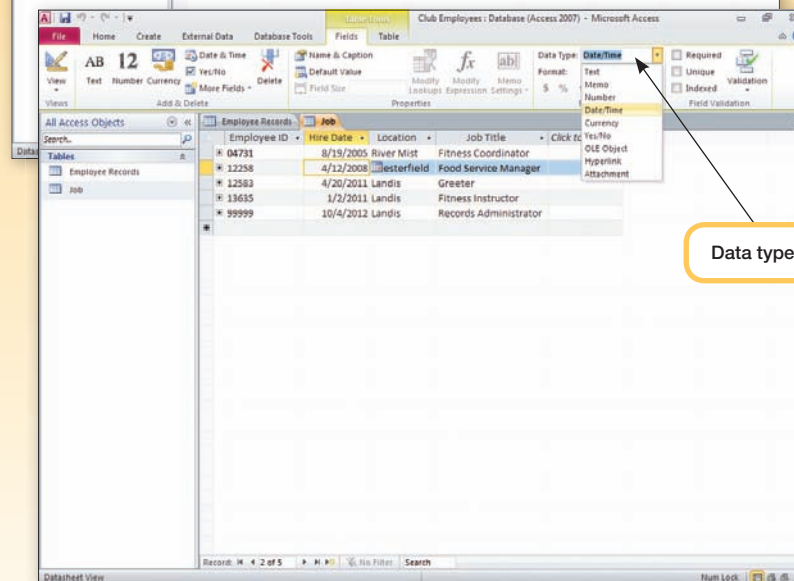 Table Tools
Club Employees : Database (Access 2007) - Microsoft Access
File Home Create External Data Database Tools Fields Table
View
Views
AB Text
12 Number
Currency
Date & Time
Yes/No
More Fields
Delete
Add & Delete
Name & Caption
Default Value
Field Size
Modify Lookups
fx Modify Expression
ab Memo Settings
Properties
Data Type: Date/Time
Format:
$ %
Text
Memo
Number
Date/Time
Currency
Yes/No
OLE Object
Hyperlink
Attachment
Required
Unique
Indexed
Validation
Field Validation
All Access Objects
Search...
Tables
Employee Records
Job
Employee Records Job
Employee ID Hire Date Location Job Title Click to
04731 8/19/2005 River Mist Fitness Coordinator
12258 4/12/2008 esterfield Food Service Manager
12583 4/20/2011 Landis Greeter
13635 1/2/2011 Landis Fitness Instructor
99999 10/4/2012 Landis Records Administrator
Data type
Record: 2 of 5 No Filter Search
Datasheet View Num Lock